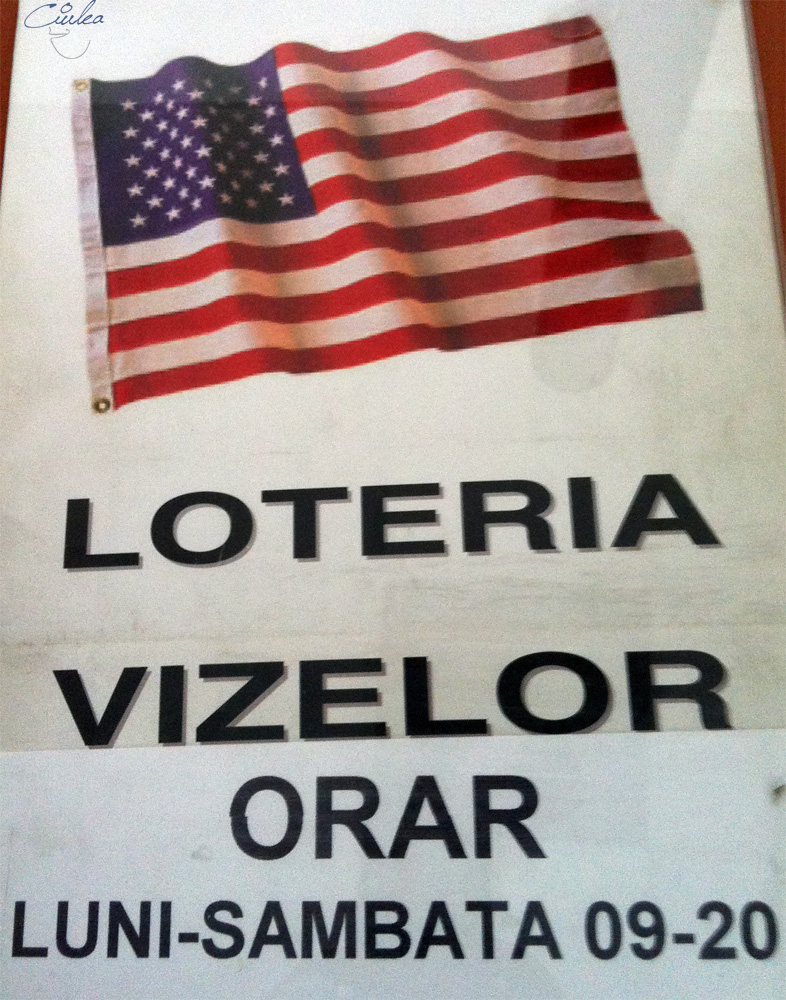 Ciulea
LOTERIA
VIZELOR
ORAR
LUNI-SAMBATA 09-20